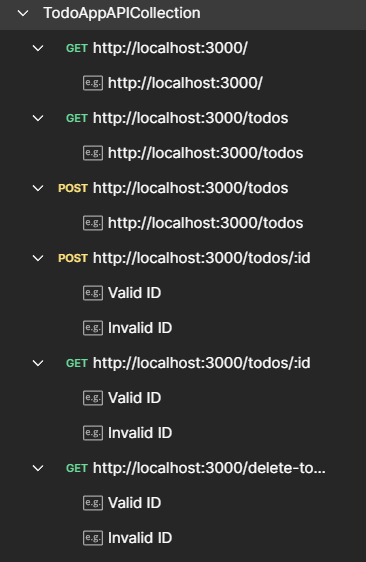 TodoAppAPICollection
GET http://localhost:3000/
e.g. http://localhost:3000/
GET http://localhost:3000/todos
e.g. http://localhost:3000/todos
POST http://localhost:3000/todos
e.g. http://localhost:3000/todos
POST http://localhost:3000/todos/:id
e.g. Valid ID
e.g. Invalid ID
GET http://localhost:3000/todos/:id
e.g. Valid ID
e.g. Invalid ID
GET http://localhost:3000/delete-to...
e.g. Valid ID
e.g. Invalid ID